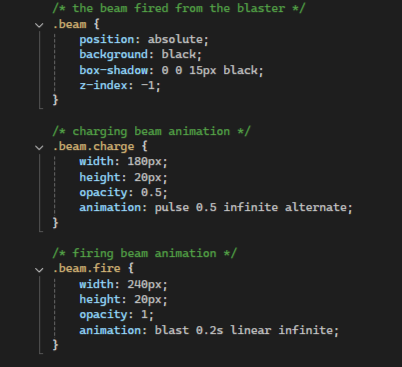 /* the beam fired from the blaster */
.beam {
position: absolute;
background: black;
box-shadow: 0 0 15px black;
z-index: -1;
}
/* charging beam animation */
.beam.charge {
width: 180px;
height: 20px;
opacity: 0.5;
animation: pulse 0.5 infinite alternate;
}
/* firing beam animation */
.beam.fire {
width: 240px;
height: 20px;
opacity: 1;
animation: blast 0.2s linear infinite;
}